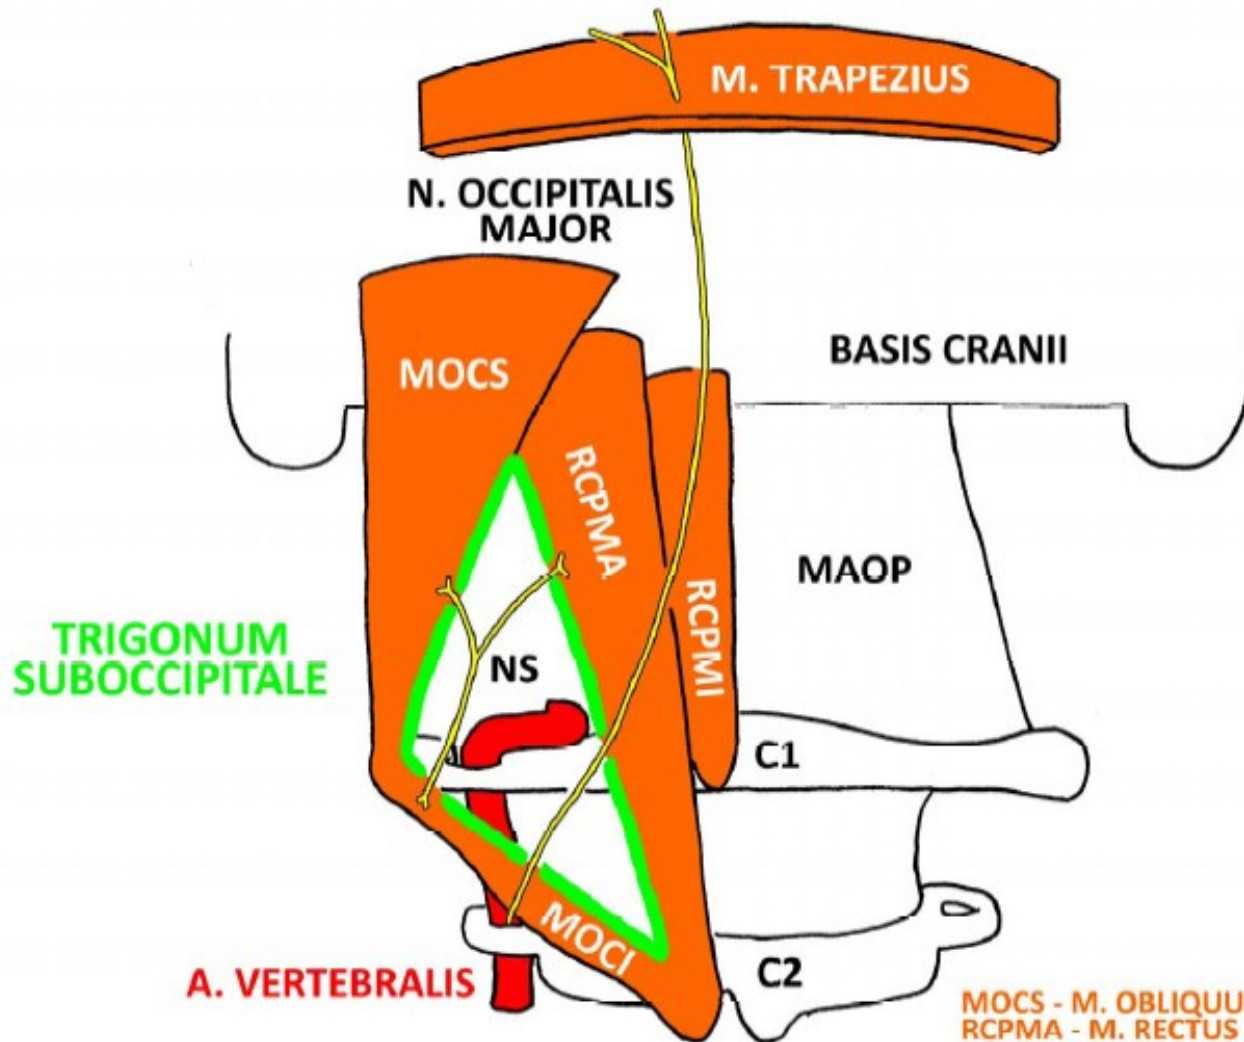 M. TRAPEZIUS
N. OCCIPITALIS
MAJOR
BASIS CRANII
MOCS
RCPMA
RCPMI
MAOP
TRIGONUM
SUBOCCIPITALE
NS
C1
MOCI
A. VERTEBRALIS
C2
MOCS - M. OBLIQUU
RCPMA - M. RECTUS